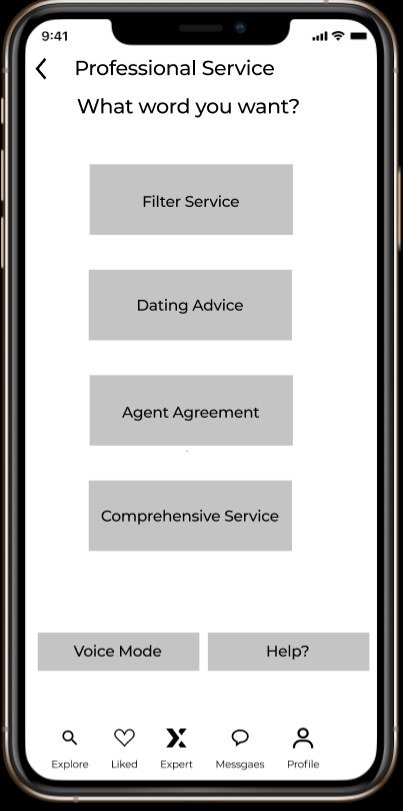 9:41
Professional Service
What word you want?
Filter Service
Dating Advice
Agent Agreement
Comprehensive Service
Voice Mode Help?
Explore Liked Expert Messgaes Profile